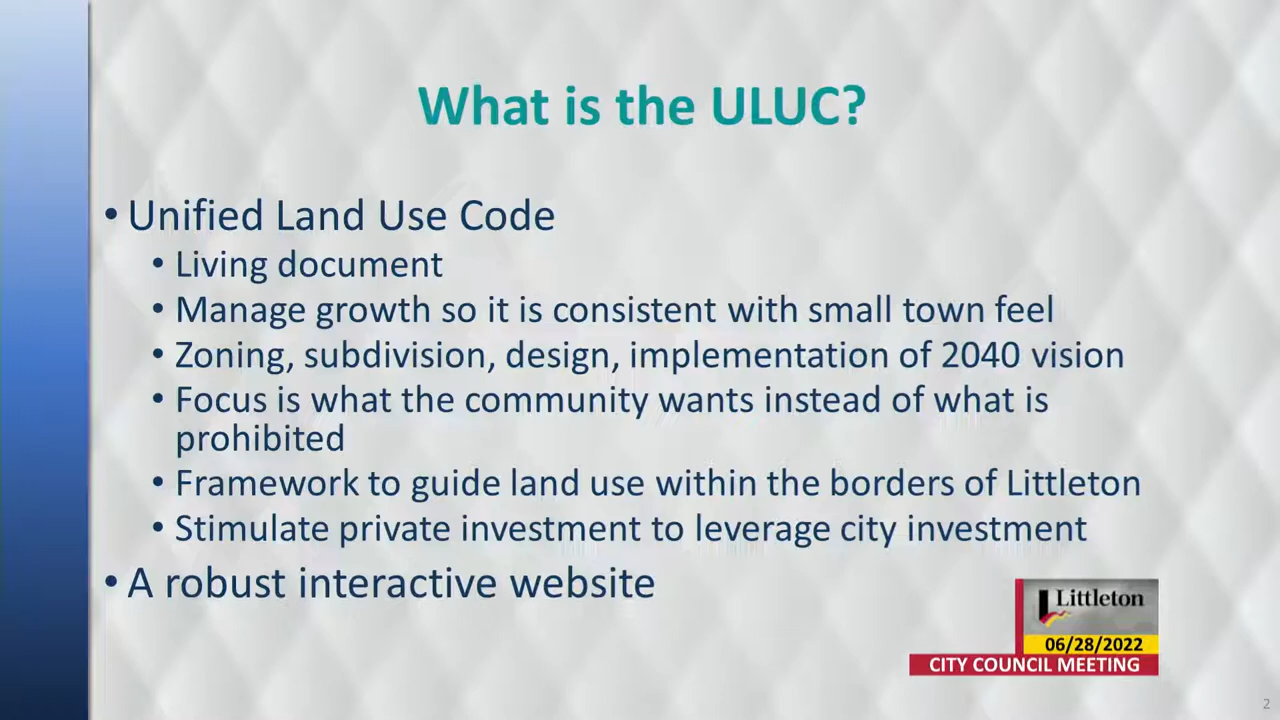 What is the ULUC?
• Unified Land Use Code
• Living document
• Manage growth so it is consistent with small town feel
• Zoning, subdivision, design, implementation of 2040 vision
• Focus is what the community wants instead of what is
prohibited
• Framework to guide land use within the borders of Littleton
• Stimulate private investment to leverage city investment
• A robust interactive website
Littleton
06/28/2022
CITY COUNCIL MEETING
2